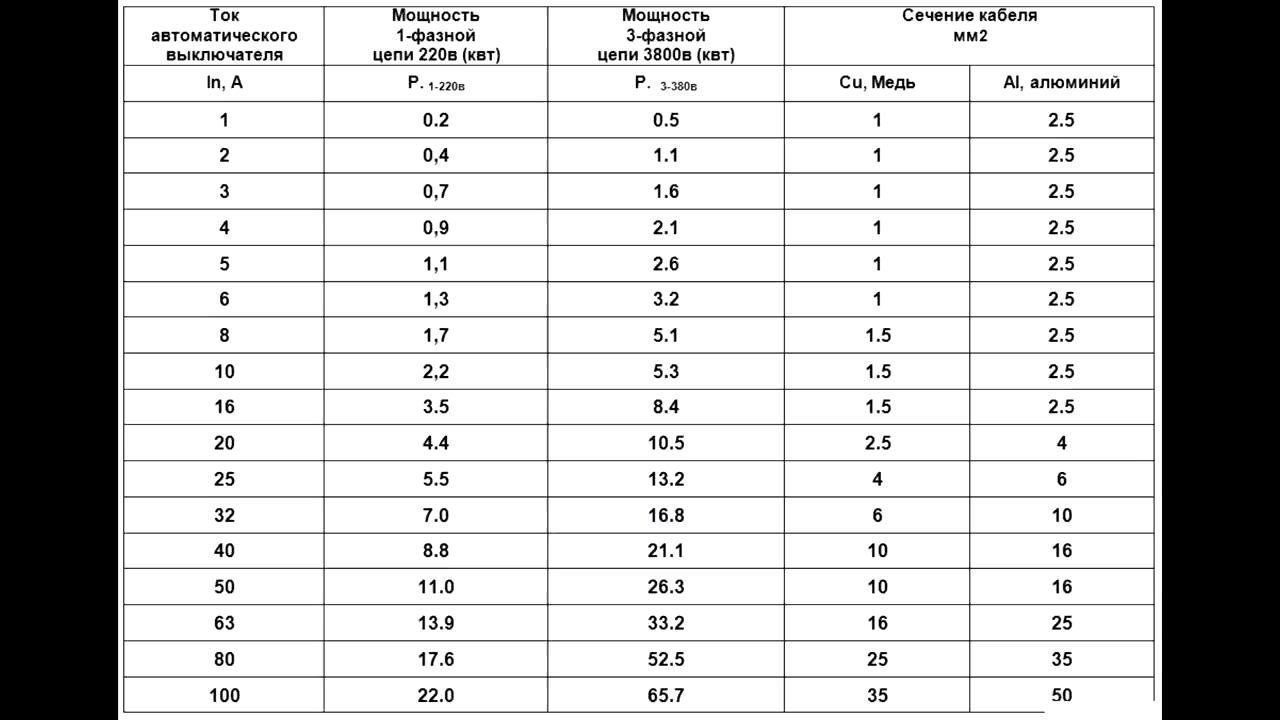 Ток
автоматического
выключателя
Мощность
1-фазной
цепи 220в (квт)
Мощность
3-фазной
цепи 3800в (квт)
Сечение кабеля
мм2
In, A
P. 1-220в
P. 3-380в
Cu, Медь
Al, алюминий
1 0.2 0.5 1 2.5
2 0,4 1.1 1 2.5
3 0,7 1.6 1 2.5
4 0,9 2.1 1 2.5
5 1,1 2.6 1 2.5
6 1,3 3.2 1 2.5
8 1,7 5.1 1.5 2.5
10 2,2 5.3 1.5 2.5
16 3.5 8.4 1.5 2.5
20 4.4 10.5 2.5 4
25 5.5 13.2 4 6
32 7.0 16.8 6 10
40 8.8 21.1 10 16
50 11.0 26.3 10 16
63 13.9 33.2 16 25
80 17.6 52.5 25 35
100 22.0 65.7 35 50